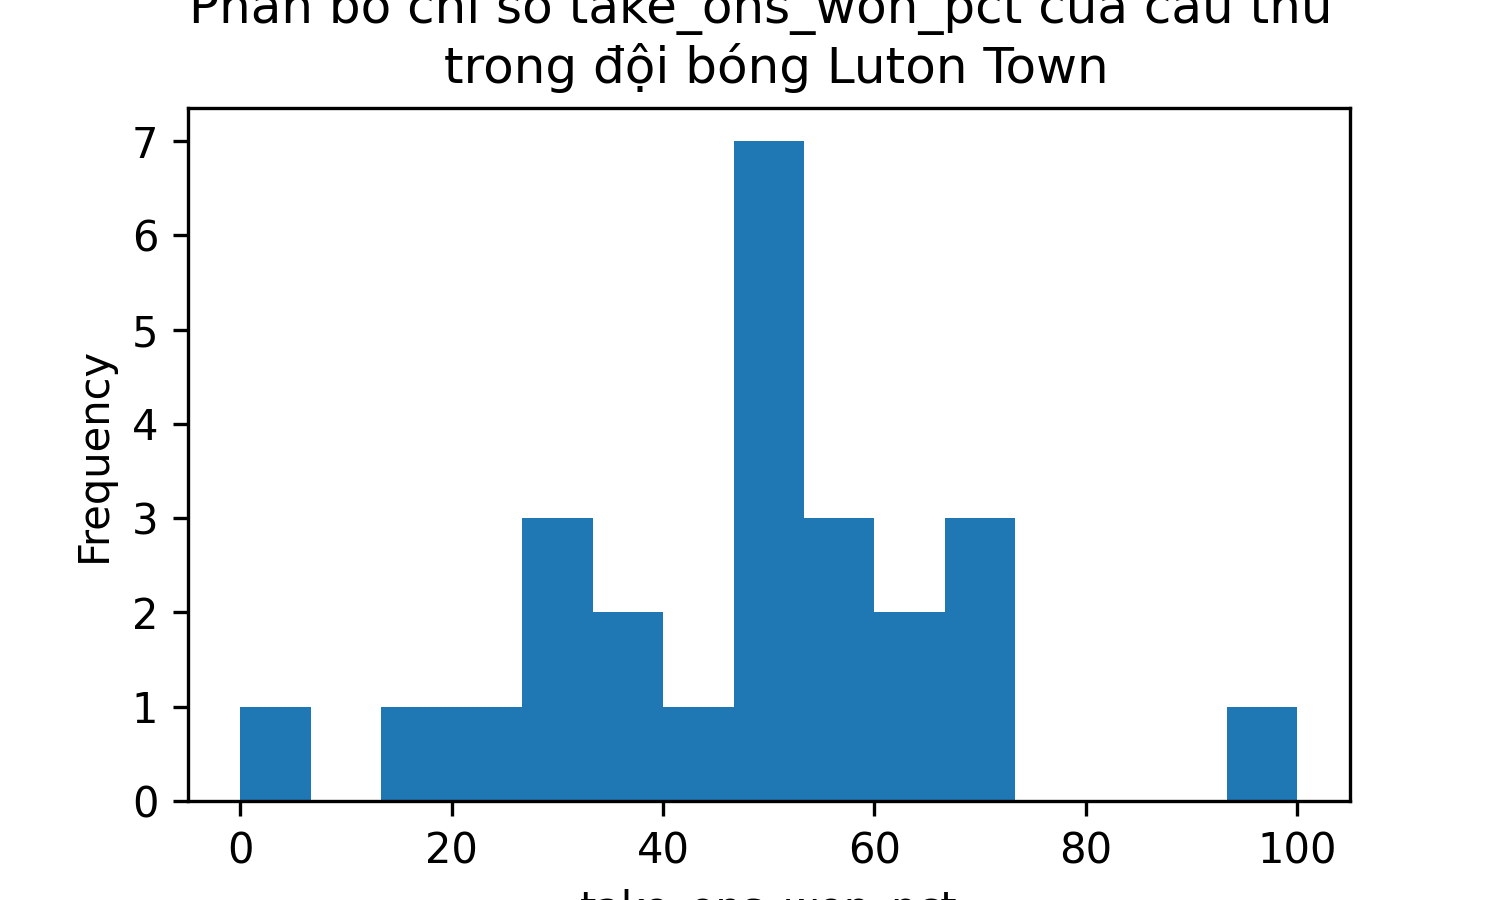 Phân bố chỉ số take_ons_won_pct của cầu thủ
trong đội bóng Luton Town
7
6
5
4
3
2
1
0
Frequency
0 20 40 60 80 100
take_ons_won_pct